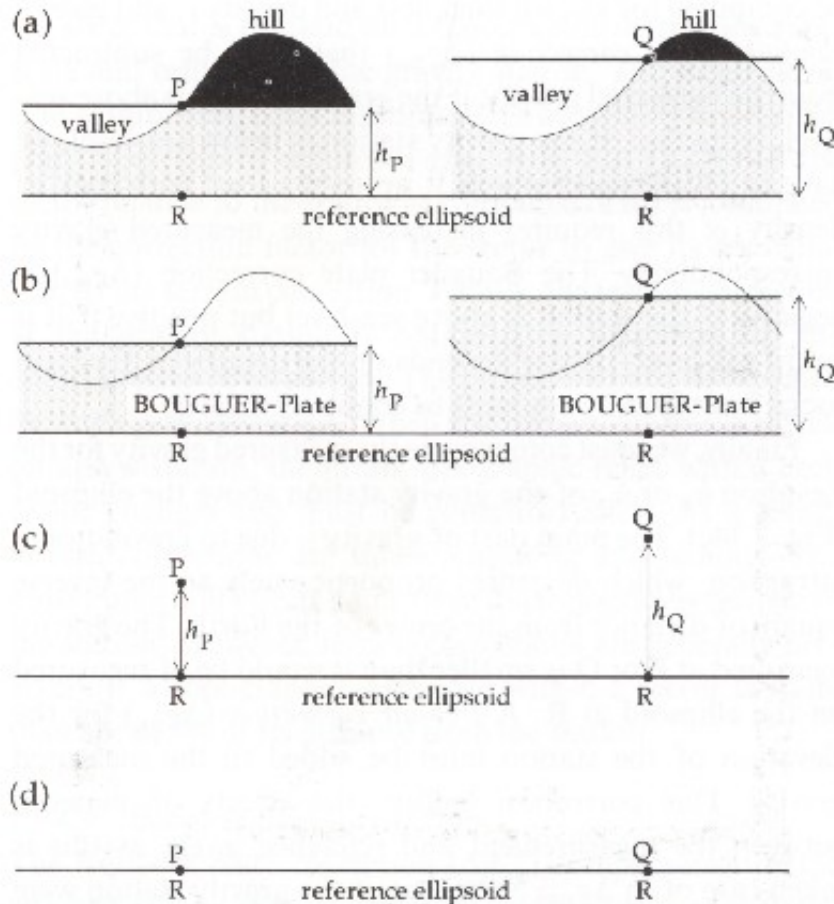 (a)
hill
hill
P
Q
valley
valley
h_P
h_Q
R
reference ellipsoid
R
(b)
P
Q
h_P
h_Q
BOUGUER-Plate
BOUGUER-Plate
R
reference ellipsoid
R
(c)
P
Q
h_P
h_Q
R
reference ellipsoid
R
(d)
P
Q
R
reference ellipsoid
R